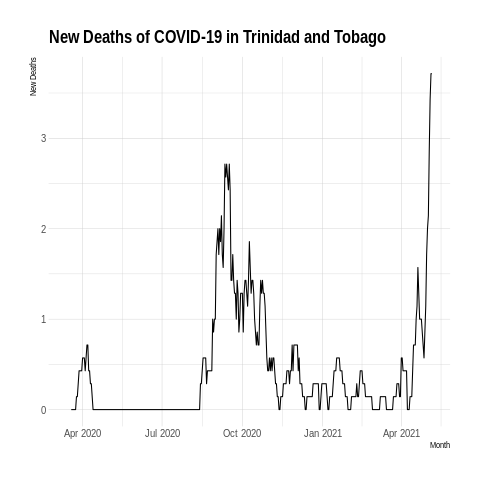 New Deaths of COVID-19 in Trinidad and Tobago
New Deaths
3
2
1
0
Apr 2020 Jul 2020 Oct 2020 Jan 2021 Apr 2021
Month